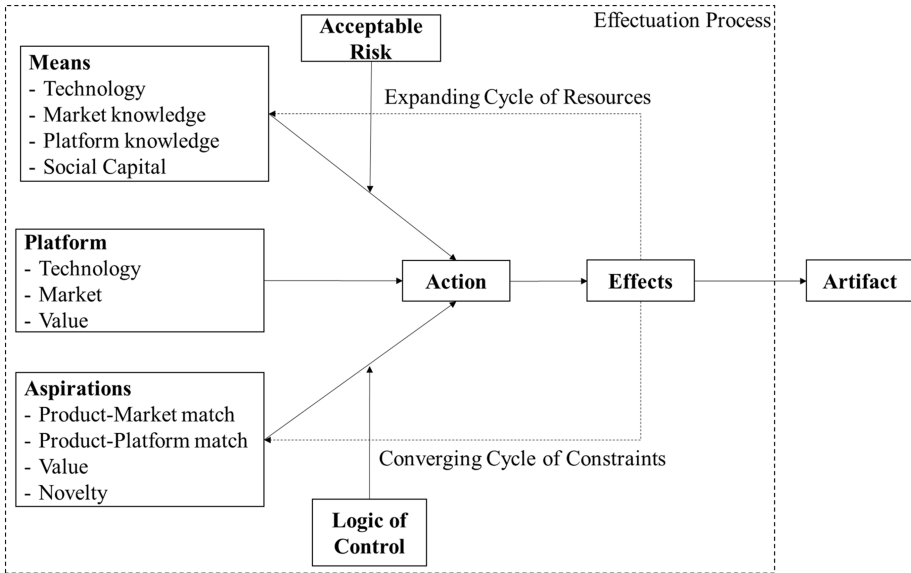 Effectuation Process
Acceptable
Risk
Means
- Technology
- Market knowledge
- Platform knowledge
- Social Capital
Expanding Cycle of Resources
Platform
- Technology
- Market
- Value
Action
Effects
Artifact
Aspirations
- Product-Market match
- Product-Platform match
- Value
- Novelty
Converging Cycle of Constraints
Logic of
Control